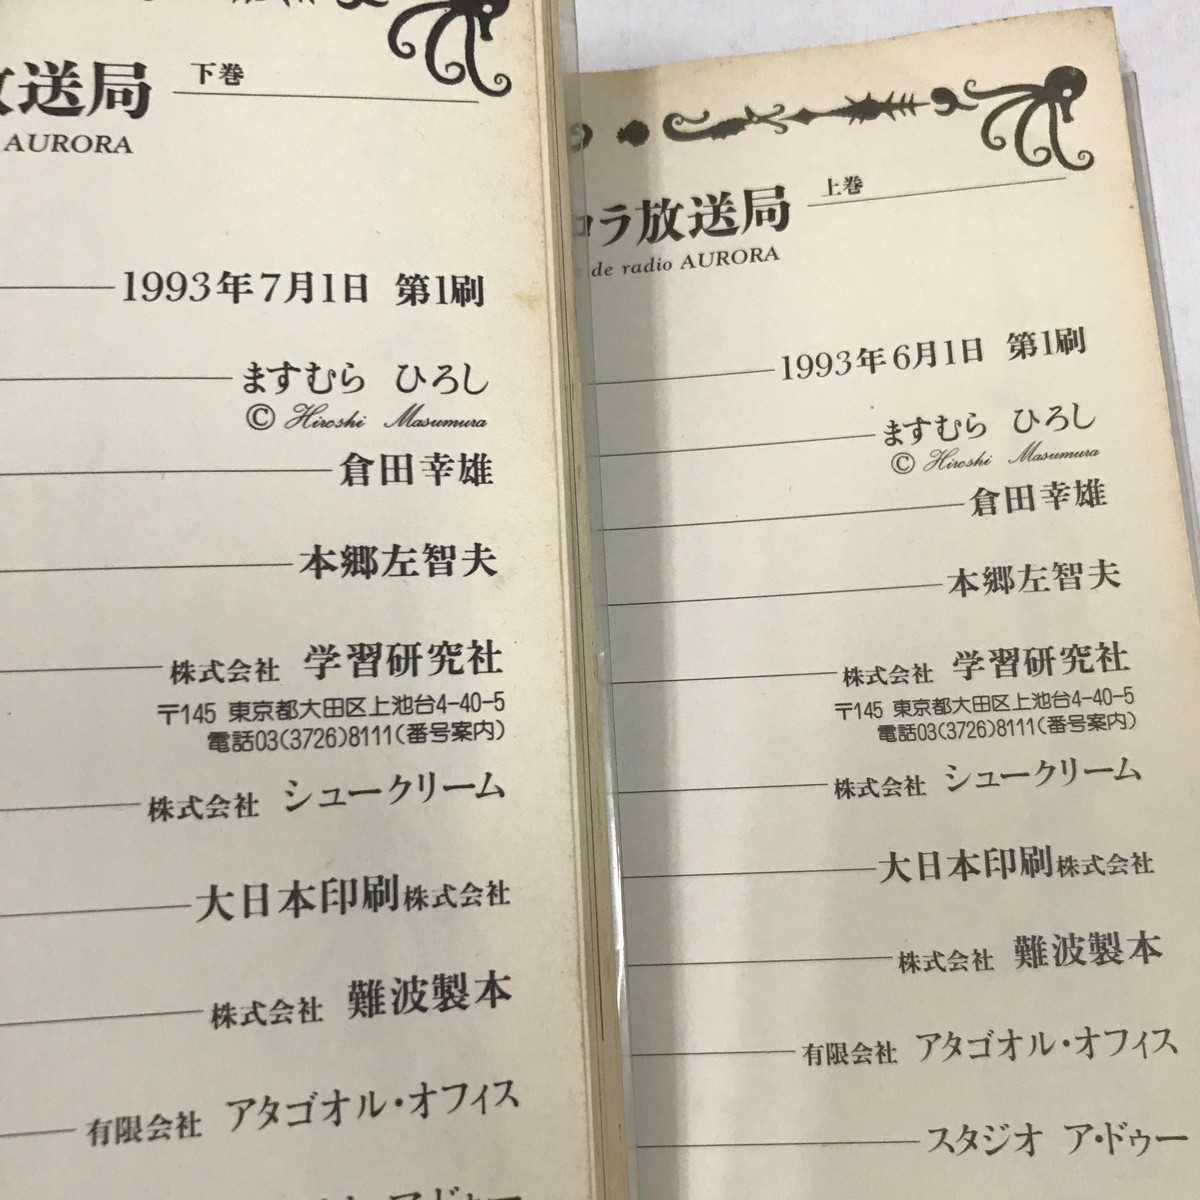 放送局 下巻
AURORA
1993年7月1日 第1刷
ますむら ひろし
© Hiroshi Masumura
倉田幸雄
本郷左智夫
株式会社 学習研究社
〒145 東京都大田区上池台4-40-5
電話03(3726)8111(番号案内)
株式会社 シュークリーム
大日本印刷株式会社
株式会社 難波製本
有限会社 アタゴオル・オフィス
ロラ放送局 上巻
de radio AURORA
1993年6月1日 第1刷
ますむら ひろし
© Hiroshi Masumura
倉田幸雄
本郷左智夫
株式会社 学習研究社
〒145 東京都大田区上池台4-40-5
電話03(3726)8111(番号案内)
株式会社 シュークリーム
大日本印刷株式会社
株式会社 難波製本
有限会社 アタゴオル・オフィス
スタジオ ア・ドゥー